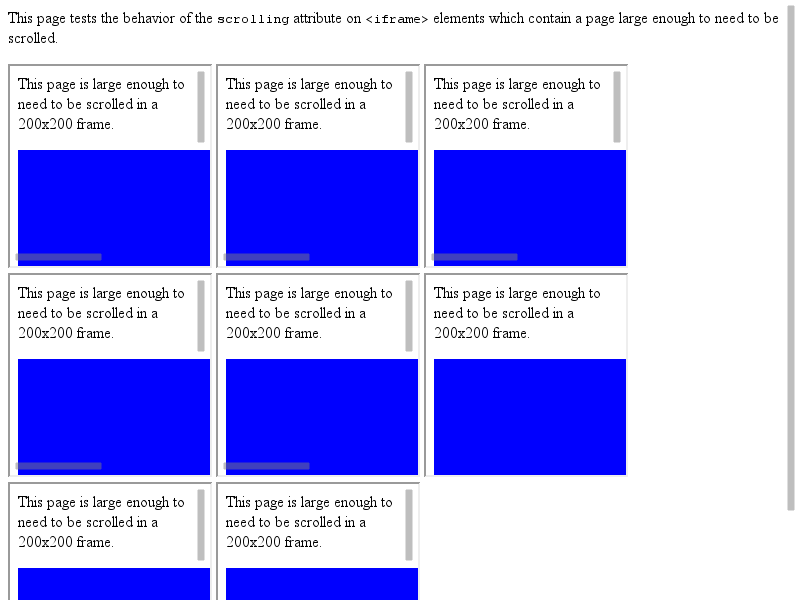 This page tests the behavior of the scrolling attribute on <iframe> elements which contain a page large enough to need to be
scrolled.
This page is large enough to
need to be scrolled in a
200x200 frame.
This page is large enough to
need to be scrolled in a
200x200 frame.
This page is large enough to
need to be scrolled in a
200x200 frame.
This page is large enough to
need to be scrolled in a
200x200 frame.
This page is large enough to
need to be scrolled in a
200x200 frame.
This page is large enough to
need to be scrolled in a
200x200 frame.
This page is large enough to
need to be scrolled in a
200x200 frame.
This page is large enough to
need to be scrolled in a
200x200 frame.